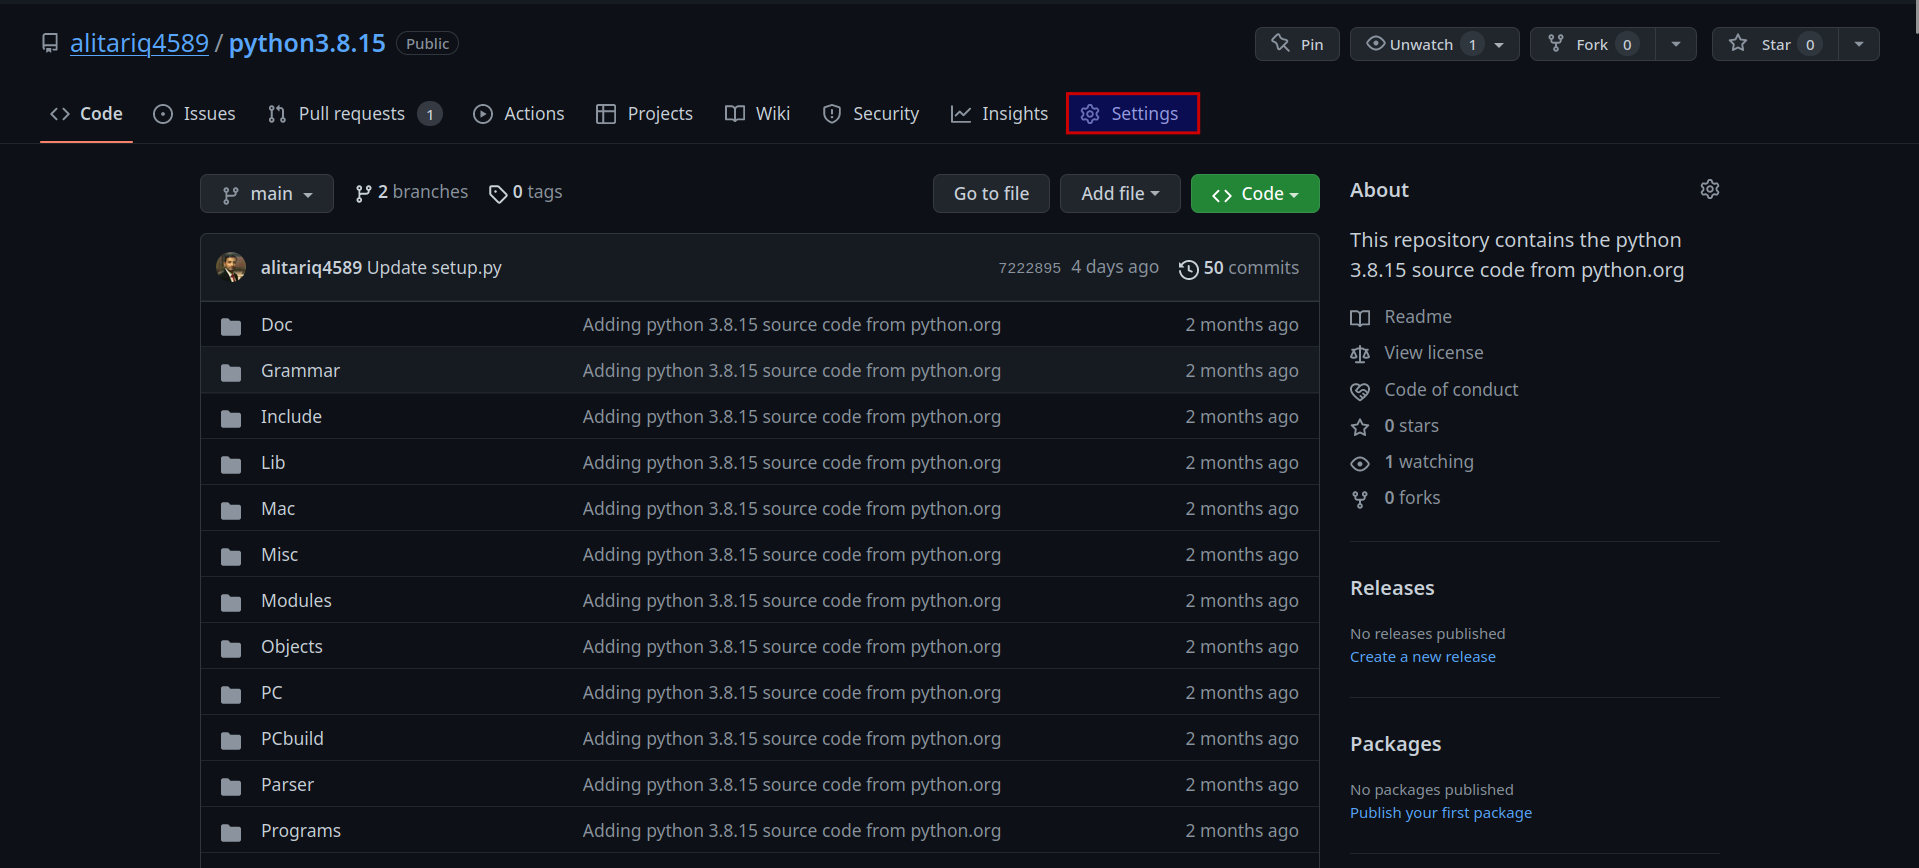 alitariq4589 / python3.8.15 Public
Pin Unwatch 1 Fork 0 Star 0
Code Issues Pull requests 1 Actions Projects Wiki Security Insights Settings
main 2 branches 0 tags Go to file Add file Code
alitariq4589 Update setup.py 7222895 4 days ago 50 commits
Doc Adding python 3.8.15 source code from python.org 2 months ago
Grammar Adding python 3.8.15 source code from python.org 2 months ago
Include Adding python 3.8.15 source code from python.org 2 months ago
Lib Adding python 3.8.15 source code from python.org 2 months ago
Mac Adding python 3.8.15 source code from python.org 2 months ago
Misc Adding python 3.8.15 source code from python.org 2 months ago
Modules Adding python 3.8.15 source code from python.org 2 months ago
Objects Adding python 3.8.15 source code from python.org 2 months ago
PC Adding python 3.8.15 source code from python.org 2 months ago
PCbuild Adding python 3.8.15 source code from python.org 2 months ago
Parser Adding python 3.8.15 source code from python.org 2 months ago
Programs Adding python 3.8.15 source code from python.org 2 months ago
About
This repository contains the python
3.8.15 source code from python.org
Readme
View license
Code of conduct
0 stars
1 watching
0 forks
Releases
No releases published
Create a new release
Packages
No packages published
Publish your first package